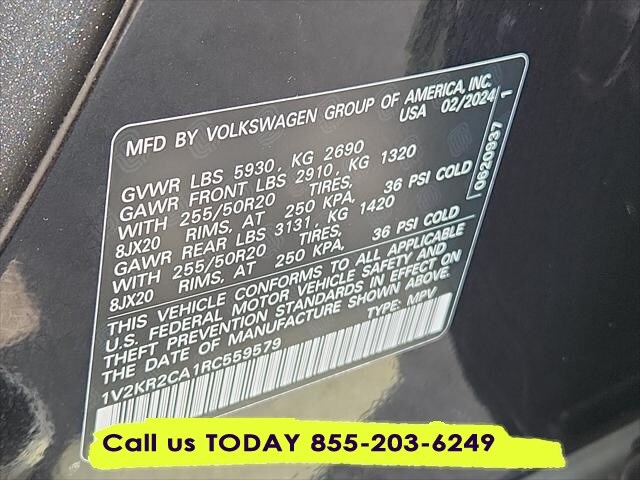 MFD BY VOLKSWAGEN GROUP OF AMERICA, INC.
USA 02/2024
1
GVWR LBS 5930, KG 2690
GAWR FRONT LBS 2910, KG 1320
WITH 255/50R20 TIRES,
8JX20 RIMS, AT 250 KPA, 36 PSI COLD
GAWR REAR LBS 3131, KG 1420
WITH 255/50R20 TIRES,
8JX20 RIMS, AT 250 KPA, 36 PSI COLD
THIS VEHICLE CONFORMS TO ALL APPLICABLE
U.S. FEDERAL MOTOR VEHICLE SAFETY AND
THEFT PREVENTION STANDARDS IN EFFECT ON
THE DATE OF MANUFACTURE SHOWN ABOVE.
1V2KR2CA1RC559579 TYPE: MPV
0620937
Call us TODAY 855-203-6249